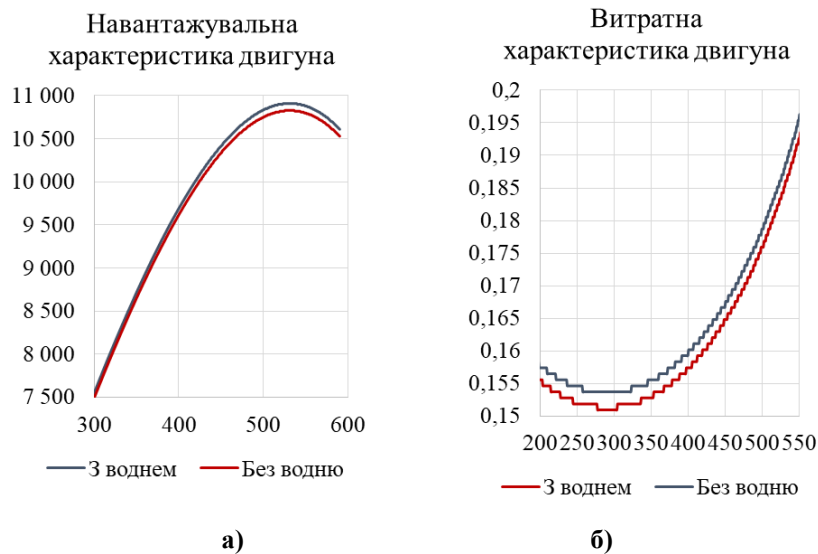 Навантажувальна
характеристика двигуна
11 000
10 500
10 000
9 500
9 000
8 500
8 000
7 500
300 400 500 600
З воднем Без водню
а)
Витратна
характеристика двигуна
0,2
0,195
0,19
0,185
0,18
0,175
0,17
0,165
0,16
0,155
0,15
200 250 300 350 400 450 500 550
З воднем Без водню
б)